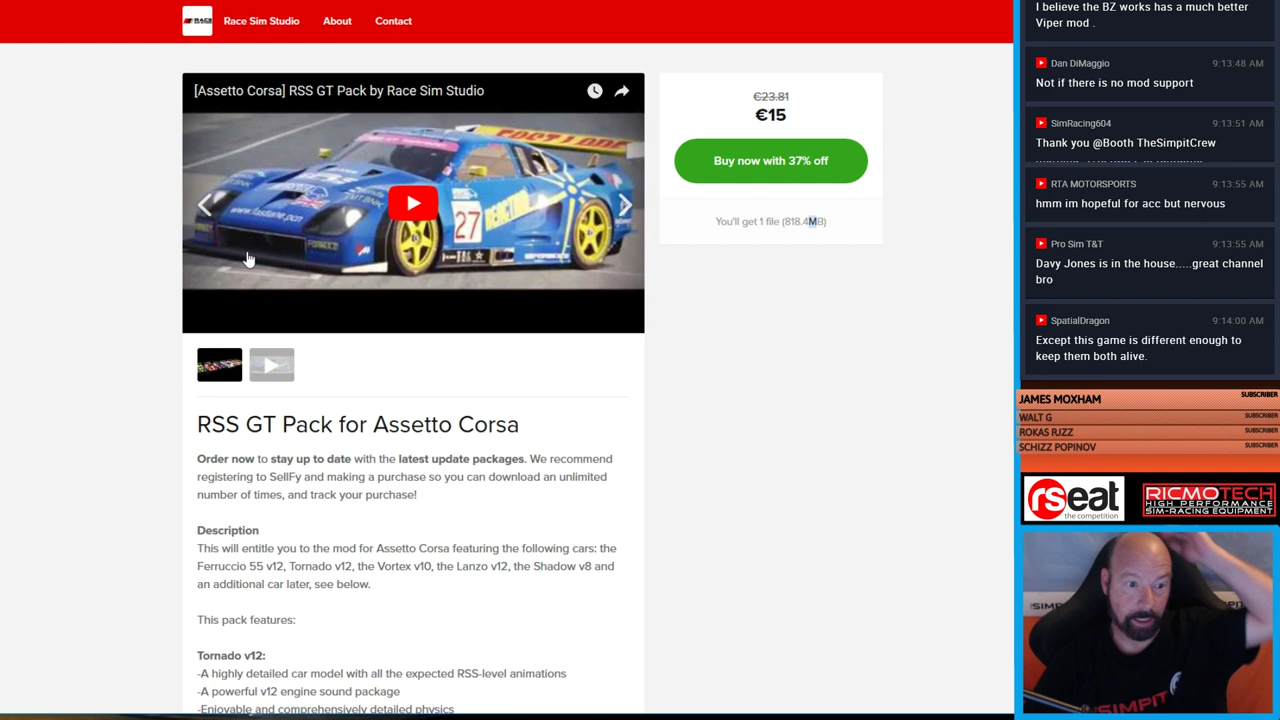 Race Sim Studio
About
Contact
[Assetto Corsa] RSS GT Pack by Race Sim Studio
27
€23.81
€15
Buy now with 37% off
You'll get 1 file (818.4MB)
RSS GT Pack for Assetto Corsa
Order now to stay up to date with the latest update packages. We recommend
registering to SellFy and making a purchase so you can download an unlimited
number of times, and track your purchase!
Description
This will entitle you to the mod for Assetto Corsa featuring the following cars: the
Ferruccio 55 v12, Tornado v12, the Vortex v10, the Lanzo v12, the Shadow v8 and
an additional car later, see below.
This pack features:
Tornado v12:
-A highly detailed car model with all the expected RSS-level animations
-A powerful v12 engine sound package
-Enjoyable and comprehensively detailed physics
I believe the BZ works has a much better
Viper mod .
Dan DiMaggio 9:13:48 AM
Not if there is no mod support
SimRacing604 9:13:51 AM
Thank you @Booth TheSimpitCrew
RTA MOTORSPORTS 9:13:55 AM
hmm im hopeful for acc but nervous
Pro Sim T&T 9:13:55 AM
Davy Jones is in the house.....great channel
bro
SpatialDragon 9:14:00 AM
Except this game is different enough to
keep them both alive.
JAMES MOXHAM SUBSCRIBER
WALT G SUBSCRIBER
ROKAS RJZZ SUBSCRIBER
SCHIZZ POPINOV SUBSCRIBER
rseat
the competition
RICMOTECH
HIGH PERFORMANCE
SIM-RACING EQUIPMENT
SIMPIT